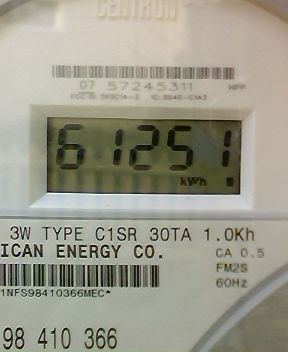 CENTRON
07 57245311
61251
kWh
3W TYPE C1SR 30TA 1.0Kh
ICAN ENERGY CO.
CA 0.5
FM2S
60Hz
1NFS98410366MEC*
98 410 366